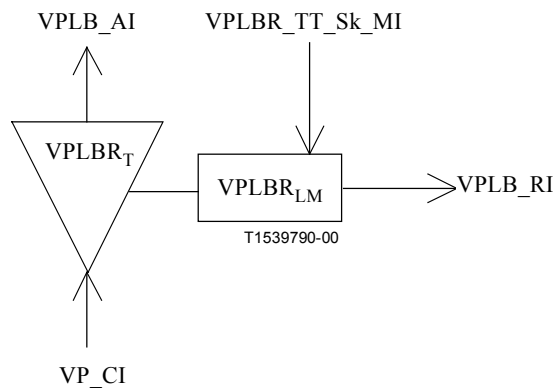 VPLB_AI
VPLBR_TT_Sk_MI
VPLBR_T
VPLBR_LM
VPLB_RI
T1539790-00
VP_CI